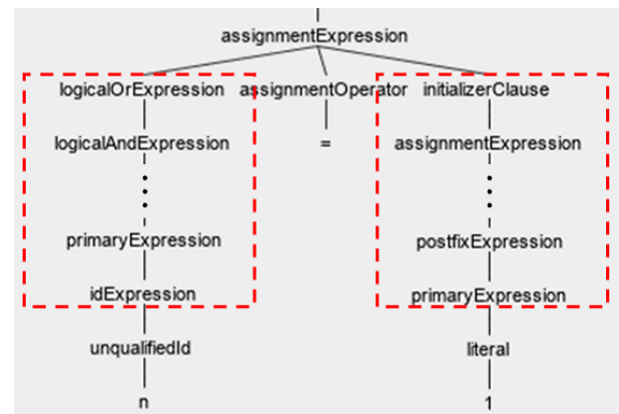 assignmentExpression
logicalOrExpression assignmentOperator initializerClause
logicalAndExpression = assignmentExpression
primaryExpression postfixExpression
idExpression primaryExpression
unqualifiedId literal
n 1